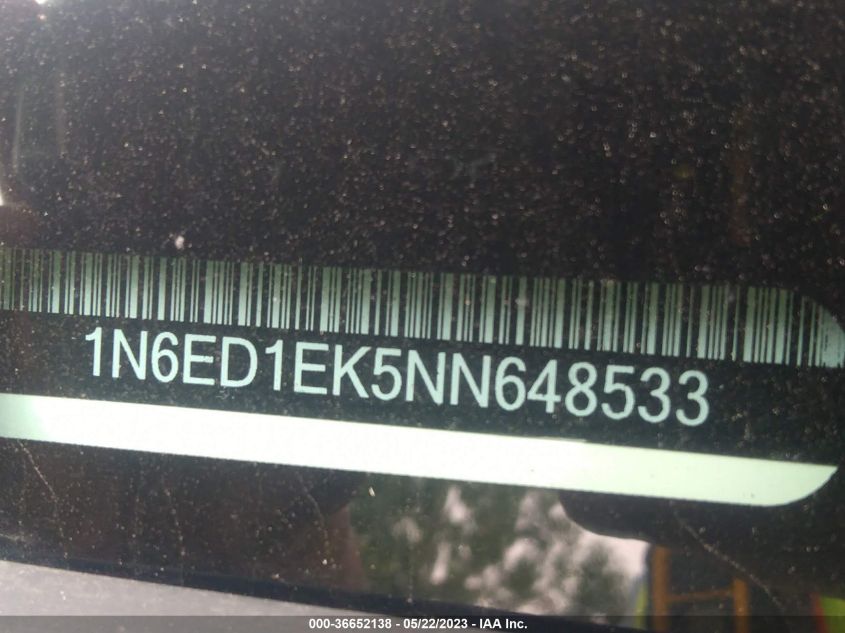 1N6ED1EK5NN648533
000-36652138 - 05/22/2023 - IAA Inc.